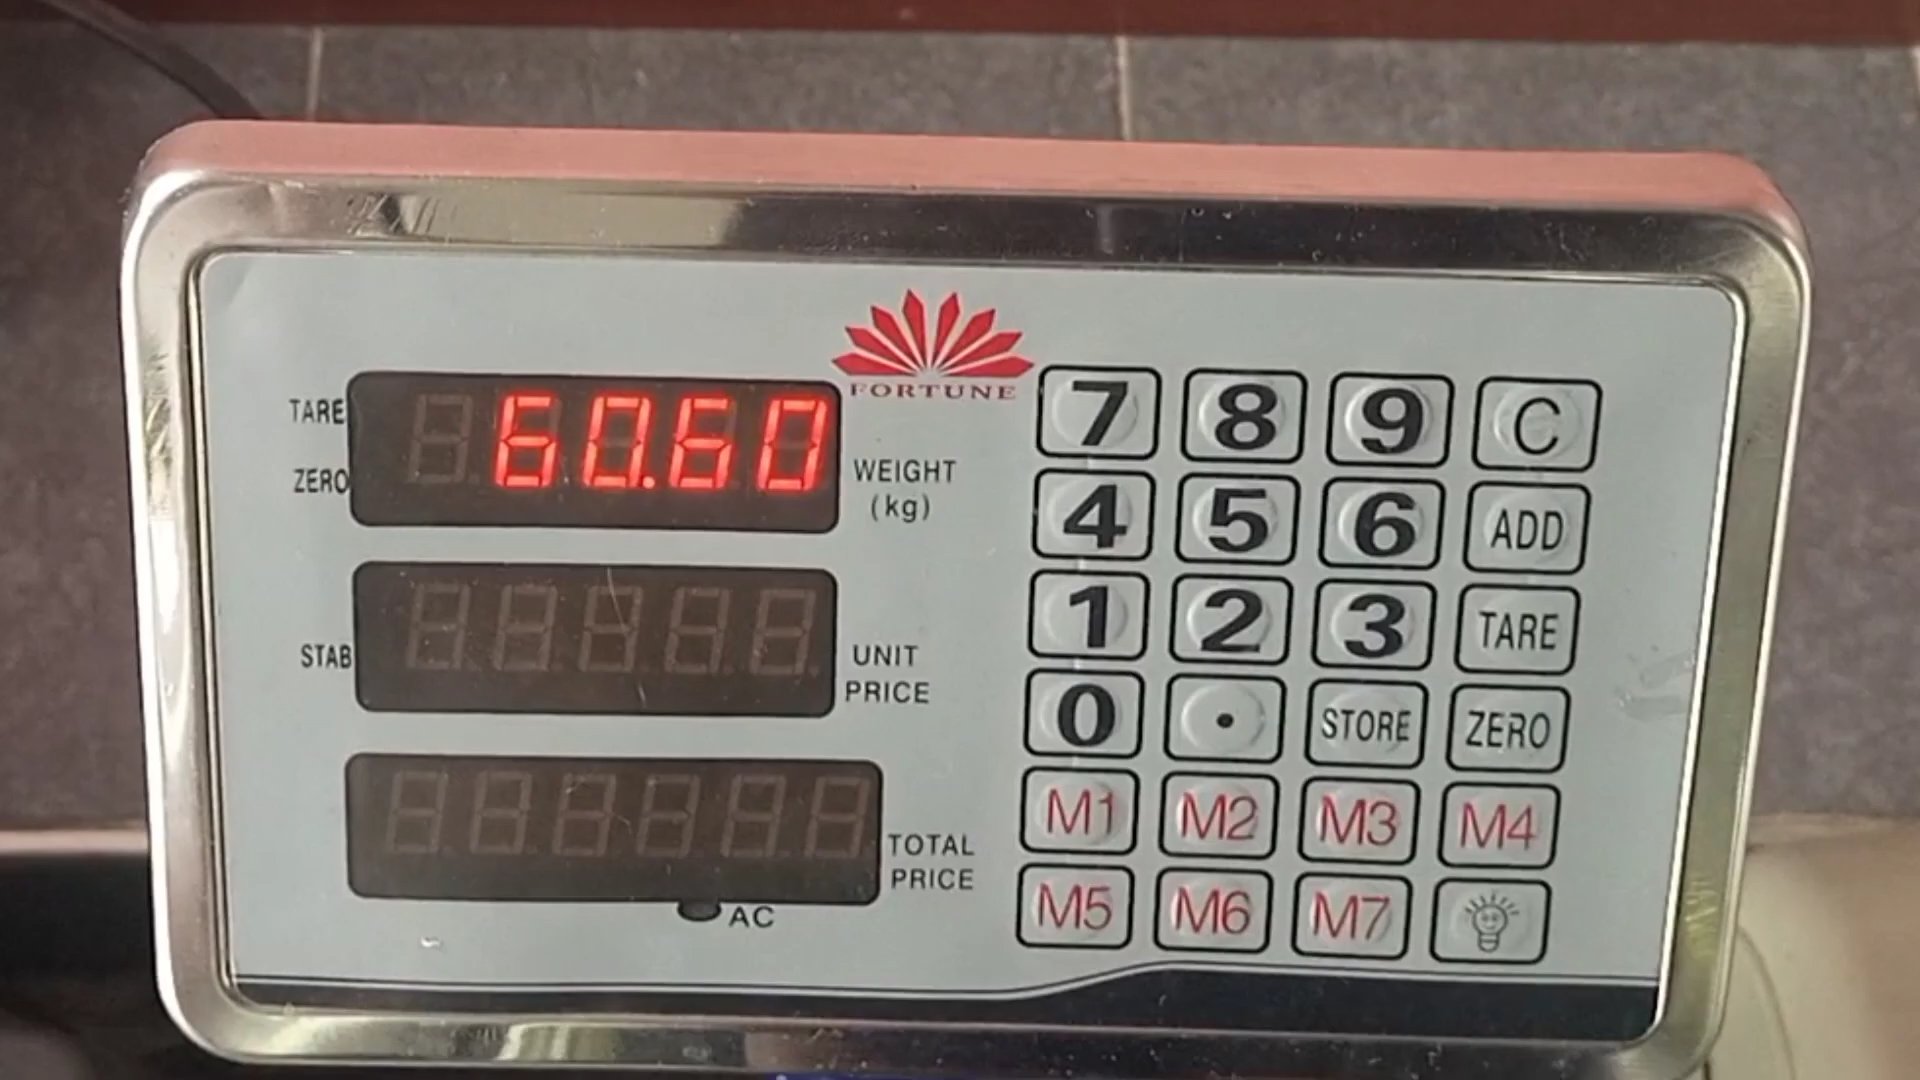 FORTUNE
TARE
ZERO
60.60
WEIGHT
(kg)
STAB
UNIT
PRICE
TOTAL
PRICE
AC
7 8 9 C
4 5 6 ADD
1 2 3 TARE
0 . STORE ZERO
M1 M2 M3 M4
M5 M6 M7